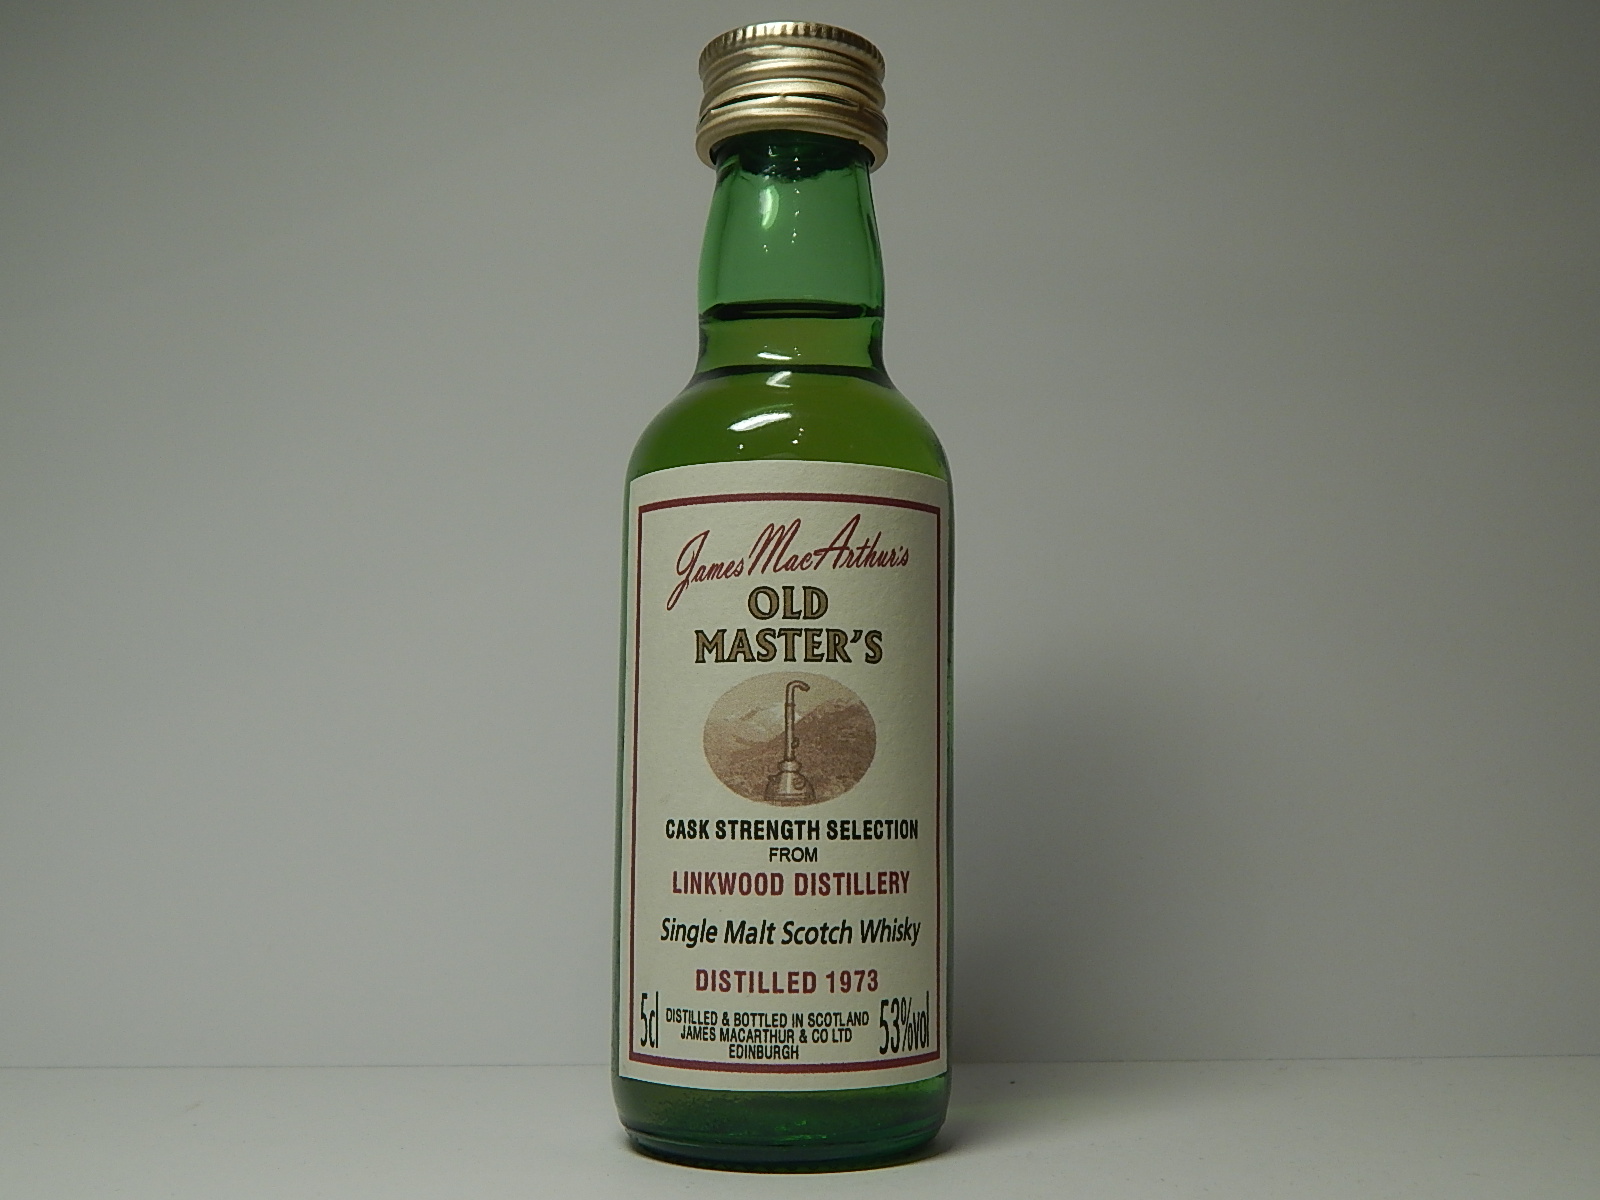 James MacArthur's
OLD
MASTER'S
CASK STRENGTH SELECTION
FROM
LINKWOOD DISTILLERY
Single Malt Scotch Whisky
DISTILLED 1973
5cl
DISTILLED & BOTTLED IN SCOTLAND
JAMES MACARTHUR & CO LTD
EDINBURGH
53%vol